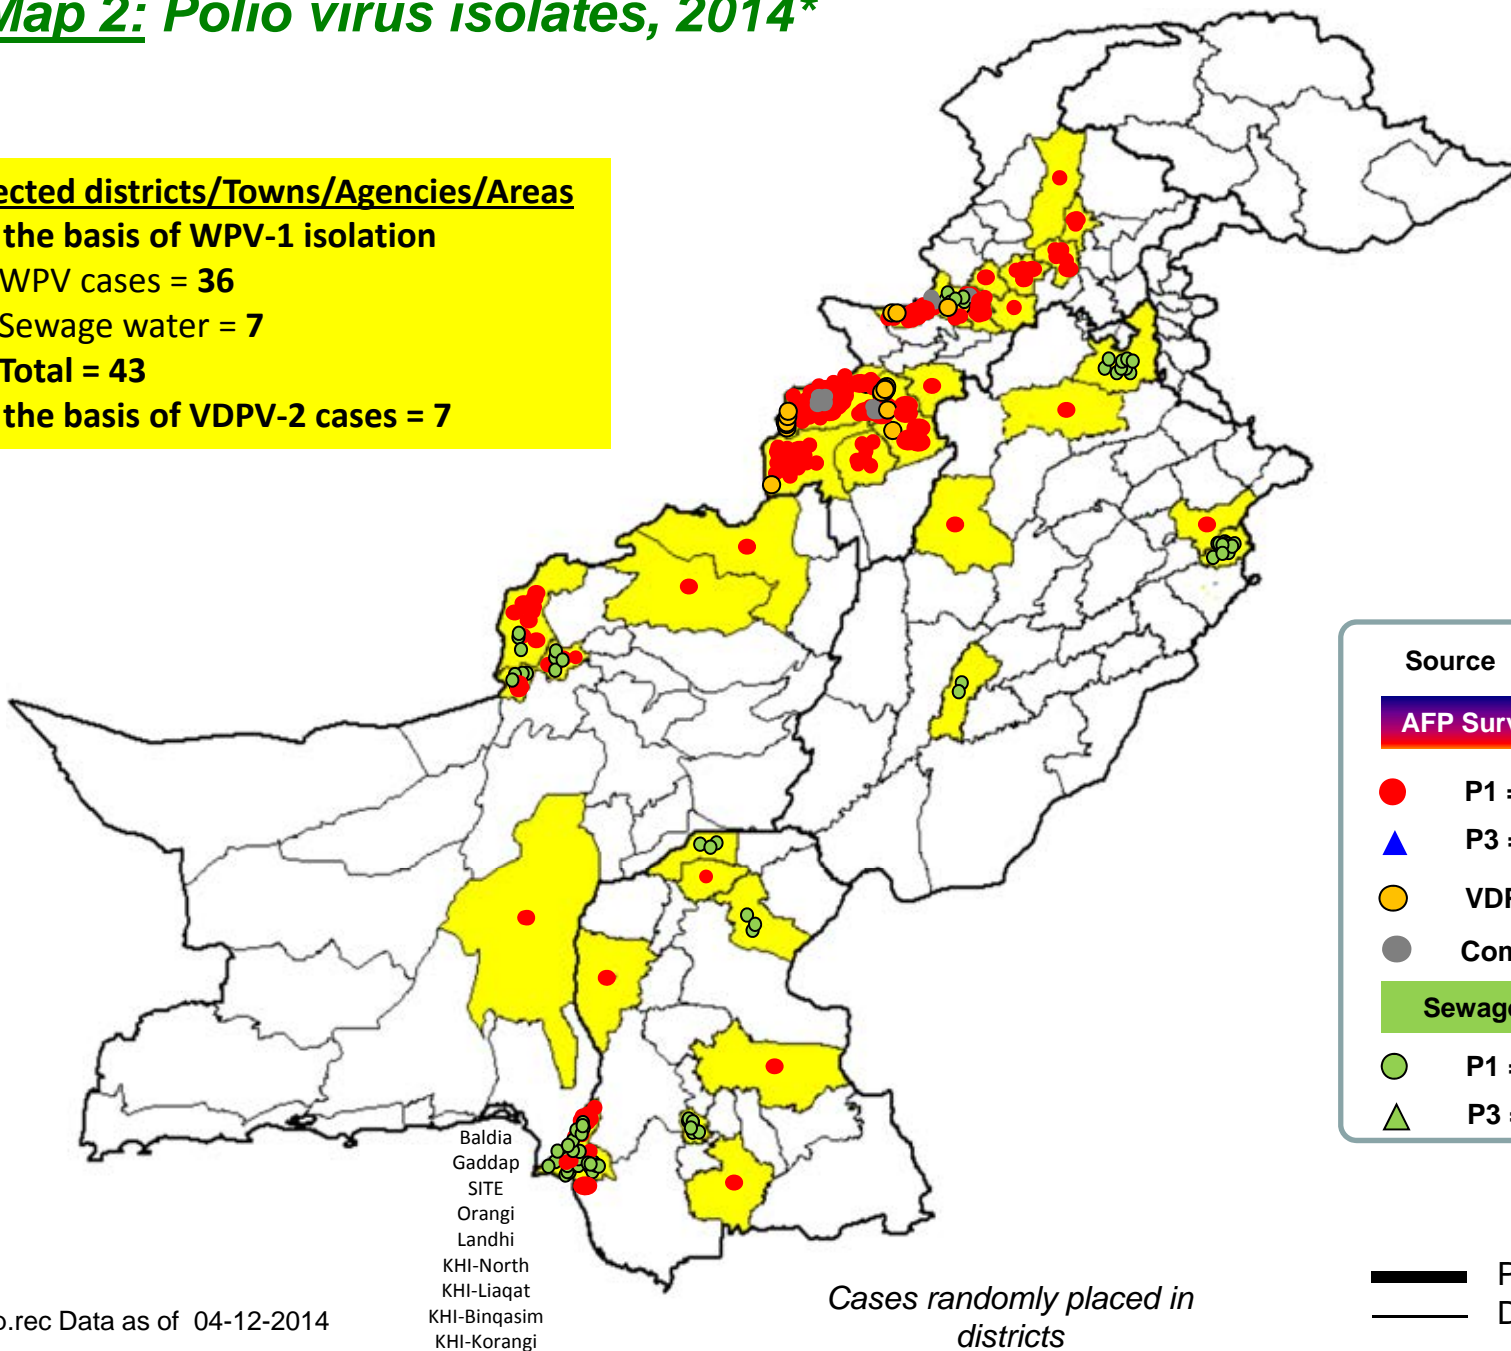 Map 2: Polio virus isolates, 2014*
ected districts/Towns/Agencies/Areas
the basis of WPV-1 isolation
WPV cases = 36
Sewage water = 7
Total = 43
the basis of VDPV-2 cases = 7
Source
AFP Surv
P1 =
P3 =
VDP
Com
Sewage
P1 =
P3 =
Baldia
Gaddap
SITE
Orangi
Landhi
KHI-North
KHI-Liaqat
KHI-Binqasim
KHI-Korangi
o.rec Data as of 04-12-2014
Cases randomly placed in
districts
P
D